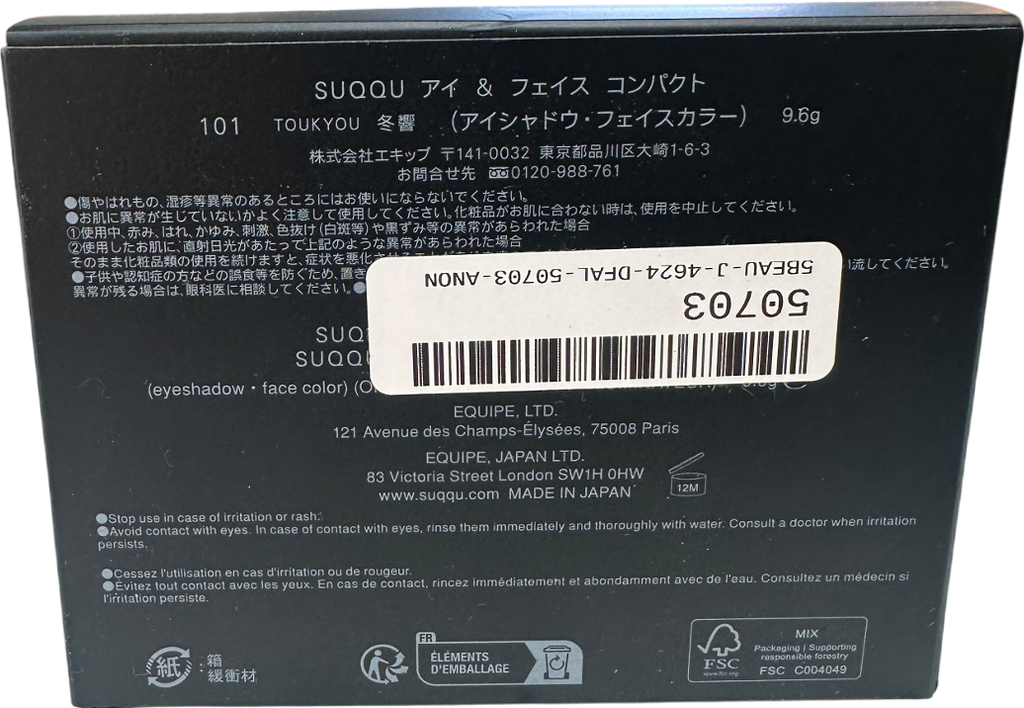 SUQQU アイ & フェイス コンパクト
101 TOUKYOU 冬響 (アイシャドウ・フェイスカラー) 9.6g
株式会社エキップ 〒141-0032 東京都品川区大崎1-6-3
お問合せ先 0120-988-761
●傷やはれもの、湿疹等異常のあるところにはお使いにならないでください。
●お肌に異常が生じていないかよく注意して使用してください。化粧品がお肌に合わない時は、使用を中止してください。
①使用中、赤み、はれ、かゆみ、刺激、色抜け(白斑等)や黒ずみ等の異常があらわれた場合
②使用したお肌に、直射日光があたって上記のような異常があらわれた場合
そのまま化粧品類の使用を続けますと、症状を悪化させ
●子供や認知症の方などの誤食等を防ぐため、置き 流してください。
異常が残る場合は、眼科医に相談してください。●
5BEAU-J-4624-DFAL-50703-ANON
50703
SUQ
SUQQU
(eyeshadow・face color)
EQUIPE, LTD.
121 Avenue des Champs-Élysées, 75008 Paris
EQUIPE, JAPAN LTD.
83 Victoria Street London SW1H 0HW
www.suqqu.com MADE IN JAPAN
12M
●Stop use in case of irritation or rash.
●Avoid contact with eyes. In case of contact with eyes, rinse them immediately and thoroughly with water. Consult a doctor when irritation
persists.
●Cessez l'utilisation en cas d'irritation ou de rougeur.
●Évitez tout contact avec les yeux. En cas de contact, rincez immédiatement et abondamment avec de l'eau. Consultez un médecin si
l'irritation persiste.
紙 :箱
緩衝材
FR
ÉLÉMENTS
D'EMBALLAGE
FSC
www.fsc.org
MIX
Packaging | Supporting
responsible forestry
FSC C004049